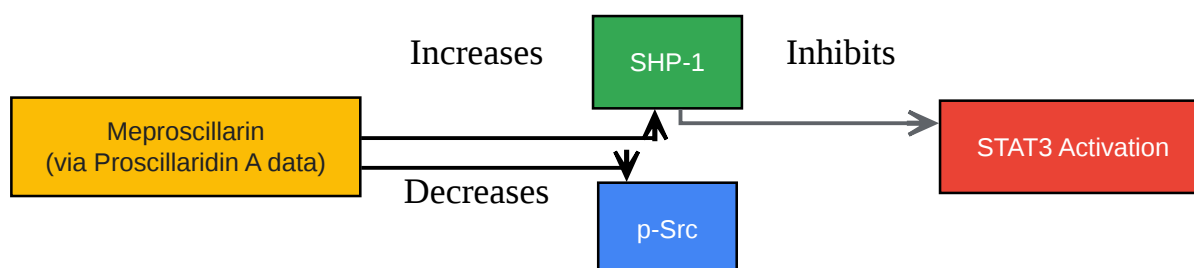 Increases
SHP-1
Inhibits
Meproscillarin
(via Proscillaridin A data)
STAT3 Activation
Decreases
p-Src